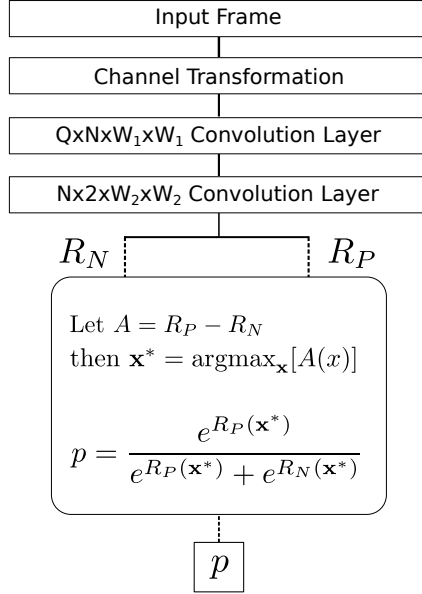 Input Frame
Channel Transformation
QxNxW₁xW₁ Convolution Layer
Nx2xW₂xW₂ Convolution Layer
R_N R_P
Let A = R_P − R_N
then x* = argmax_x[A(x)]
p = e^{R_P(x*)} / (e^{R_P(x*)} + e^{R_N(x*)})
p